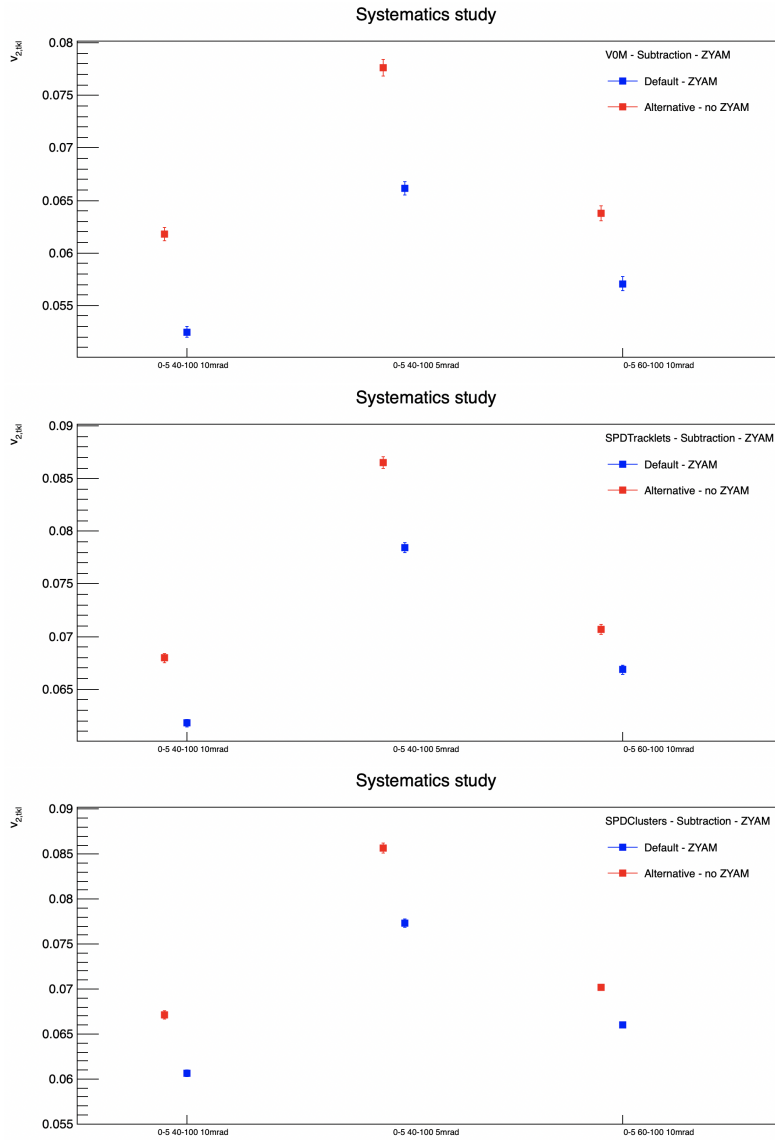 Systematics study
v2,tkl
0.08
V0M - Subtraction - ZYAM
Default - ZYAM
0.075
Alternative - no ZYAM
0.07
0.065
0.06
0.055
0-5 40-100 10mrad
0-5 40-100 5mrad
0-5 60-100 10mrad
Systematics study
v2,tkl
0.09
SPDTracklets - Subtraction - ZYAM
Default - ZYAM
0.085
Alternative - no ZYAM
0.08
0.075
0.07
0.065
0-5 40-100 10mrad
0-5 40-100 5mrad
0-5 60-100 10mrad
Systematics study
v2,tkl
0.09
SPDClusters - Subtraction - ZYAM
Default - ZYAM
0.085
Alternative - no ZYAM
0.08
0.075
0.07
0.065
0.06
0.055
0-5 40-100 10mrad
0-5 40-100 5mrad
0-5 60-100 10mrad